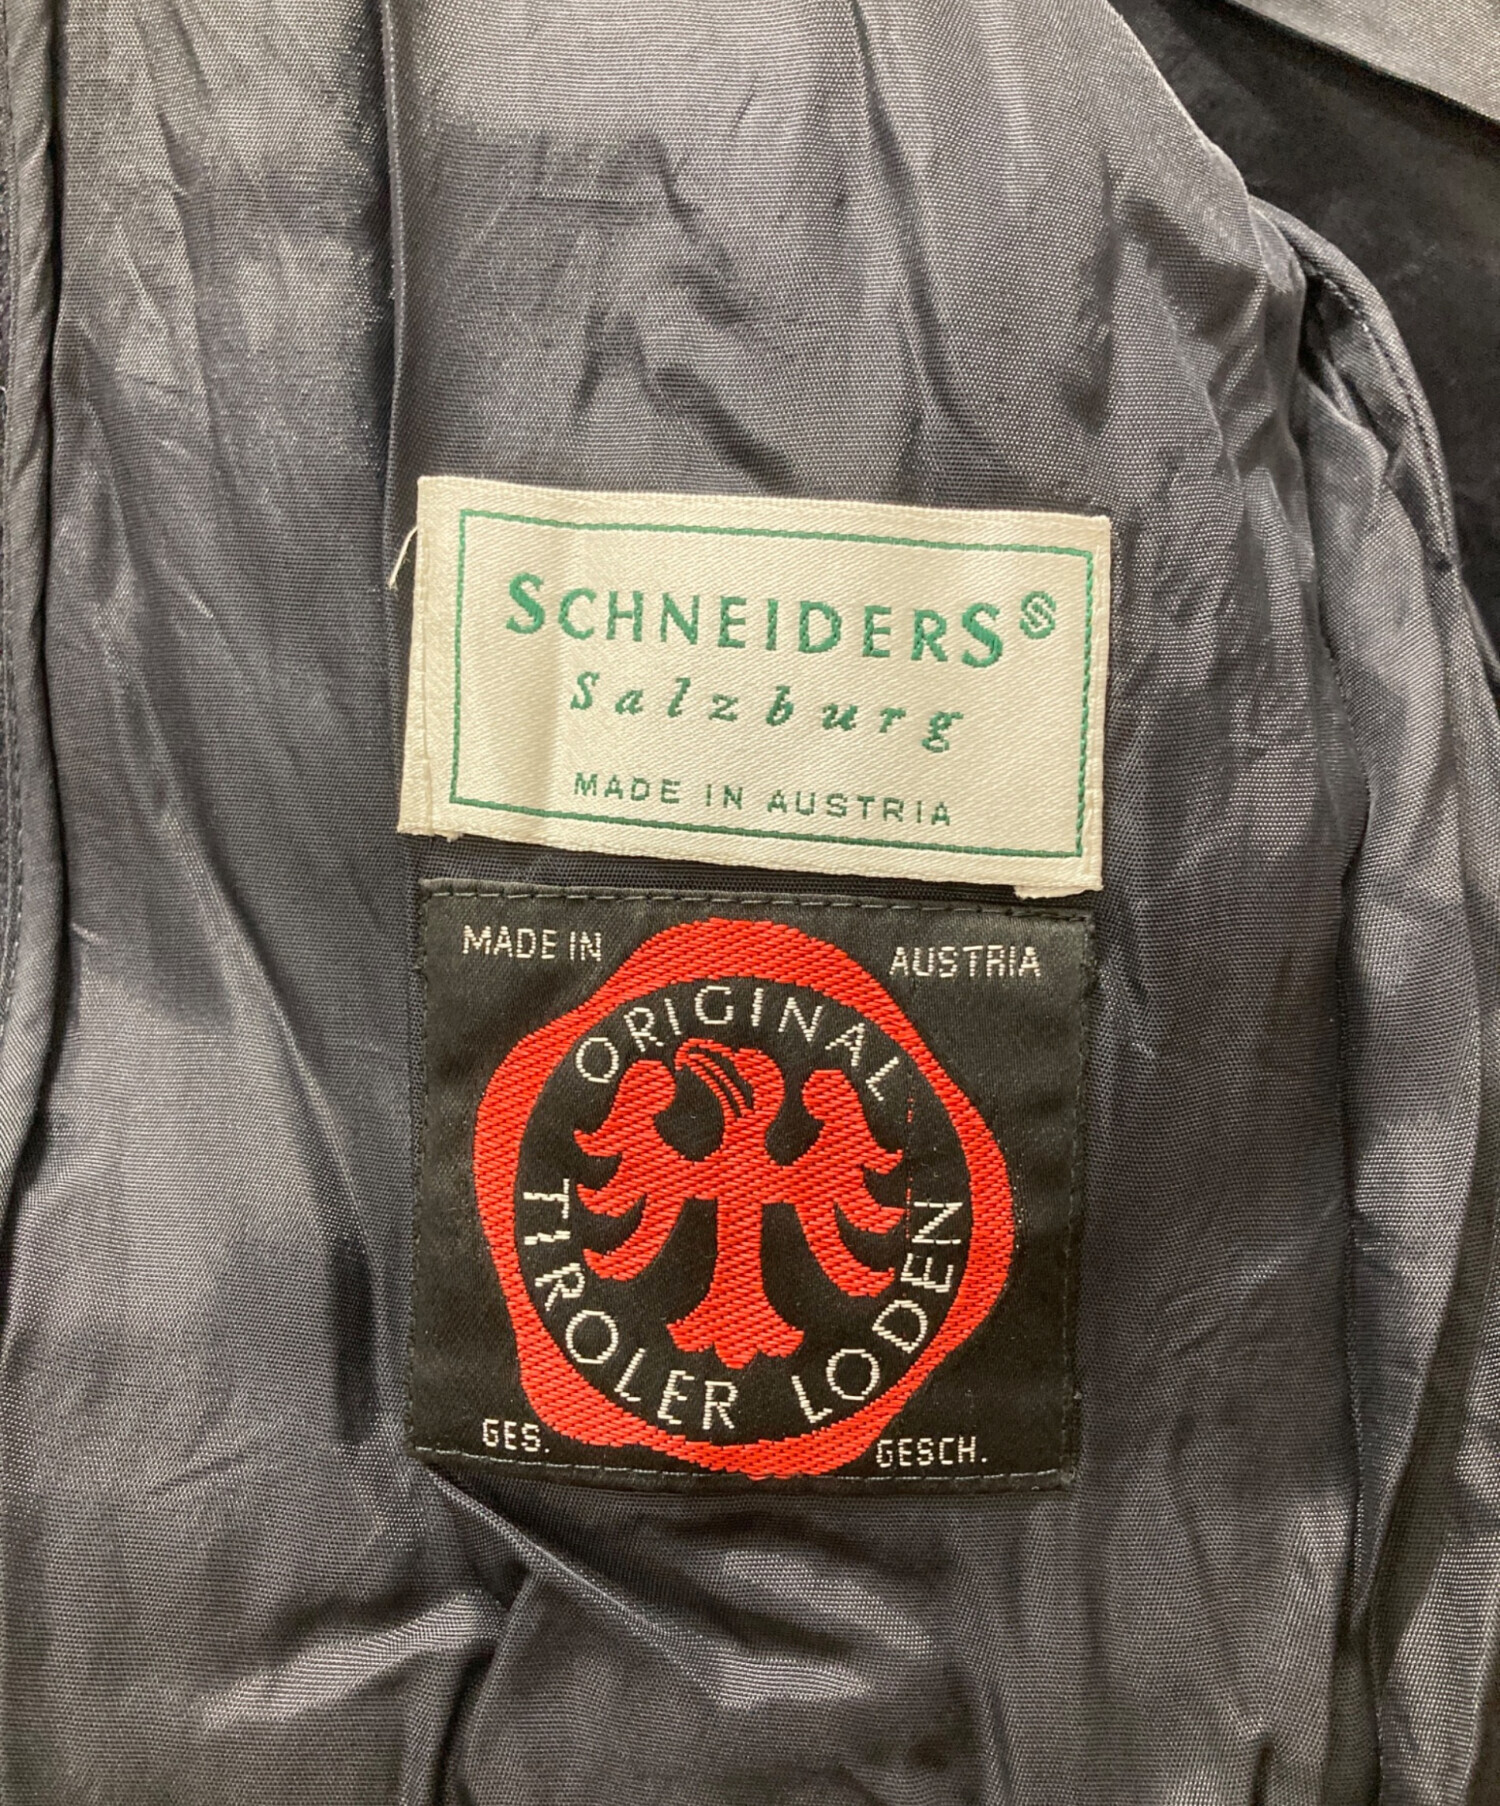 SCHNEIDERS S
Salzburg
MADE IN AUSTRIA
MADE IN AUSTRIA
ORIGINAL
TIROLER LODEN
GES. GESCH.